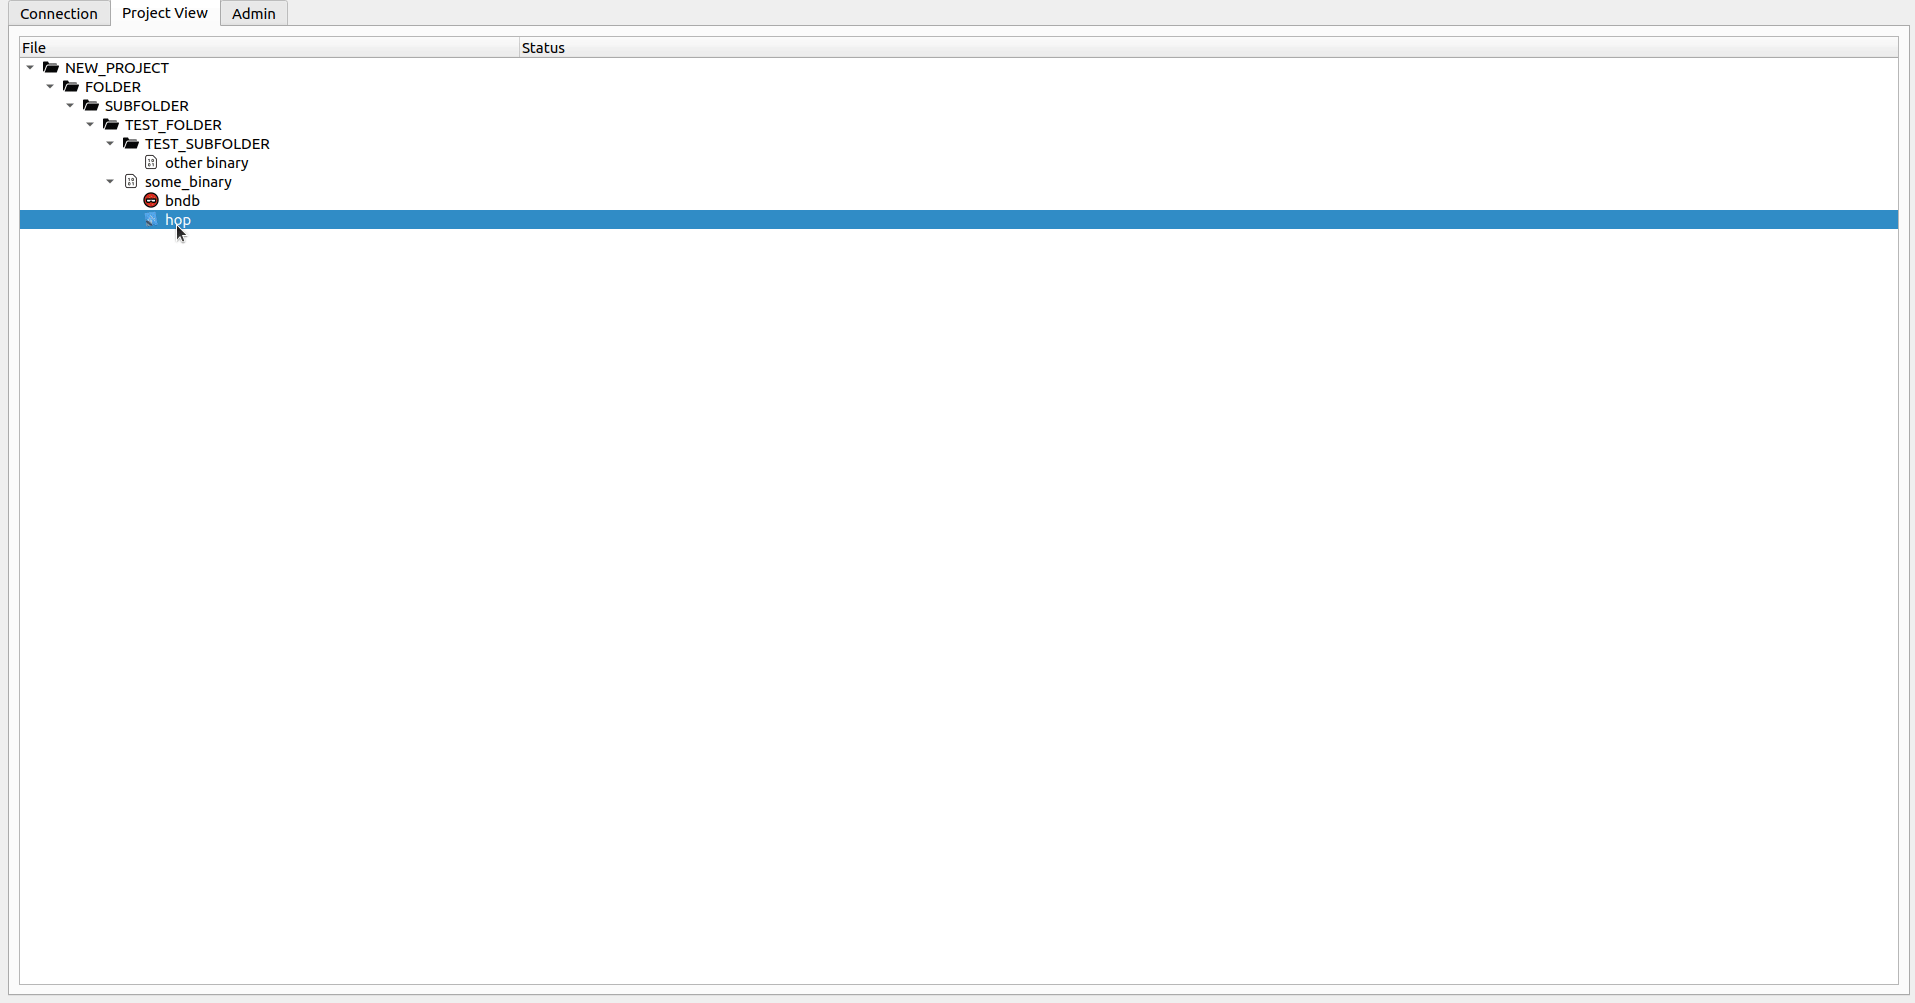 Connection Project View Admin
File Status
NEW_PROJECT
FOLDER
SUBFOLDER
TEST_FOLDER
TEST_SUBFOLDER
other binary
some_binary
bndb
hop